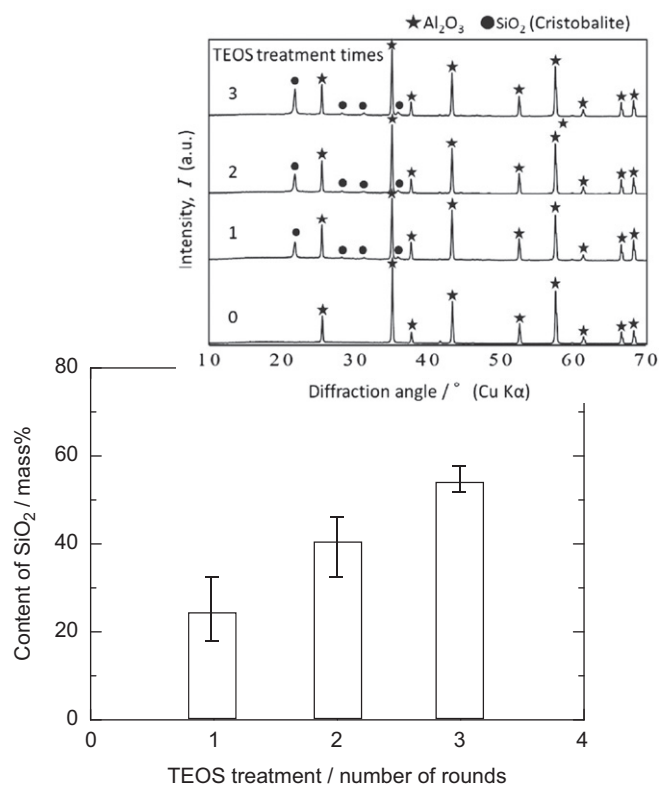 ★Al₂O₃ ●SiO₂ (Cristobalite)
TEOS treatment times
3
2
1
0
Intensity, I (a.u.)
10 20 30 40 50 60 70
Diffraction angle / ° (Cu Kα)
80
60
40
20
0
Content of SiO₂ / mass%
0 1 2 3 4
TEOS treatment / number of rounds